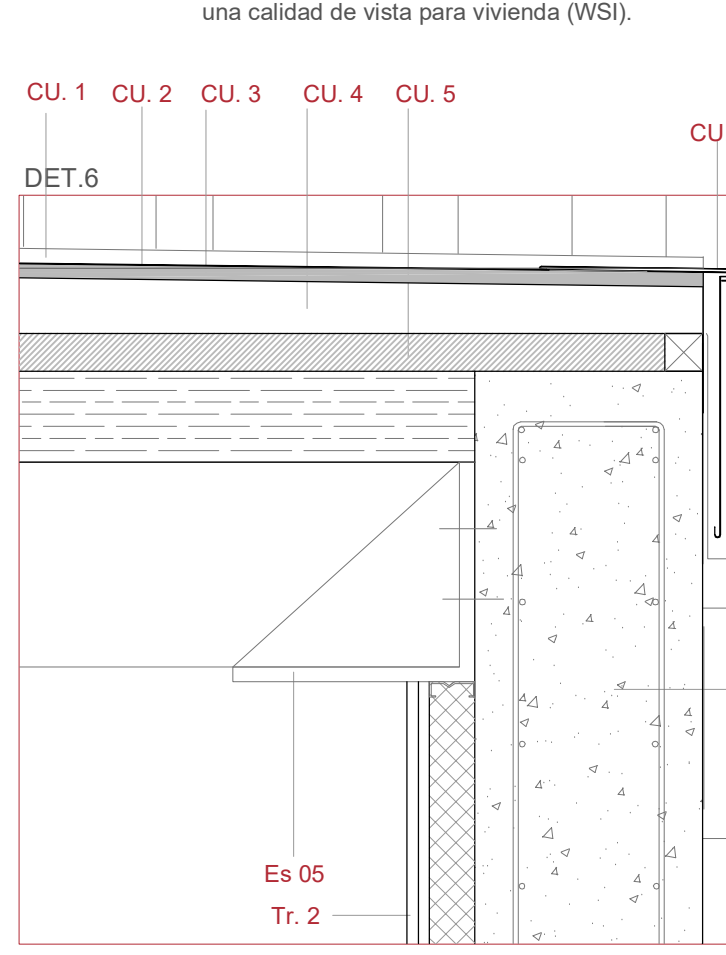 una calidad de vista para vivienda (WSI).
CU. 1 CU. 2 CU. 3 CU. 4 CU. 5
CU
DET.6
Es 05
Tr. 2